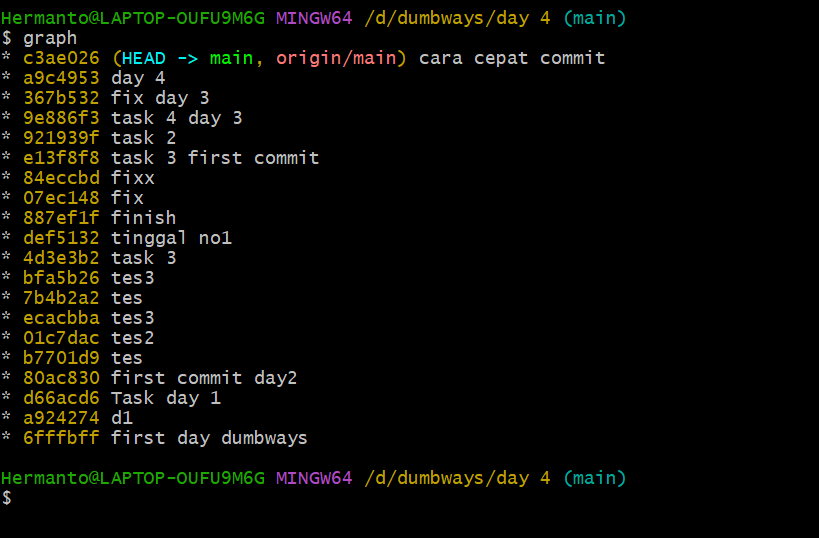 Hermanto@LAPTOP-OUFU9M6G MINGW64 /d/dumbways/day 4 (main)
$ graph
* c3ae026 (HEAD -> main, origin/main) cara cepat commit
* a9c4953 day 4
* 367b532 fix day 3
* 9e886f3 task 4 day 3
* 921939f task 2
* e13f8f8 task 3 first commit
* 84eccbd fixx
* 07ec148 fix
* 887ef1f finish
* def5132 tinggal no1
* 4d3e3b2 task 3
* bfa5b26 tes3
* 7b4b2a2 tes
* ecacbba tes3
* 01c7dac tes2
* b7701d9 tes
* 80ac830 first commit day2
* d66acd6 Task day 1
* a924274 d1
* 6fffbff first day dumbways
Hermanto@LAPTOP-OUFU9M6G MINGW64 /d/dumbways/day 4 (main)
$